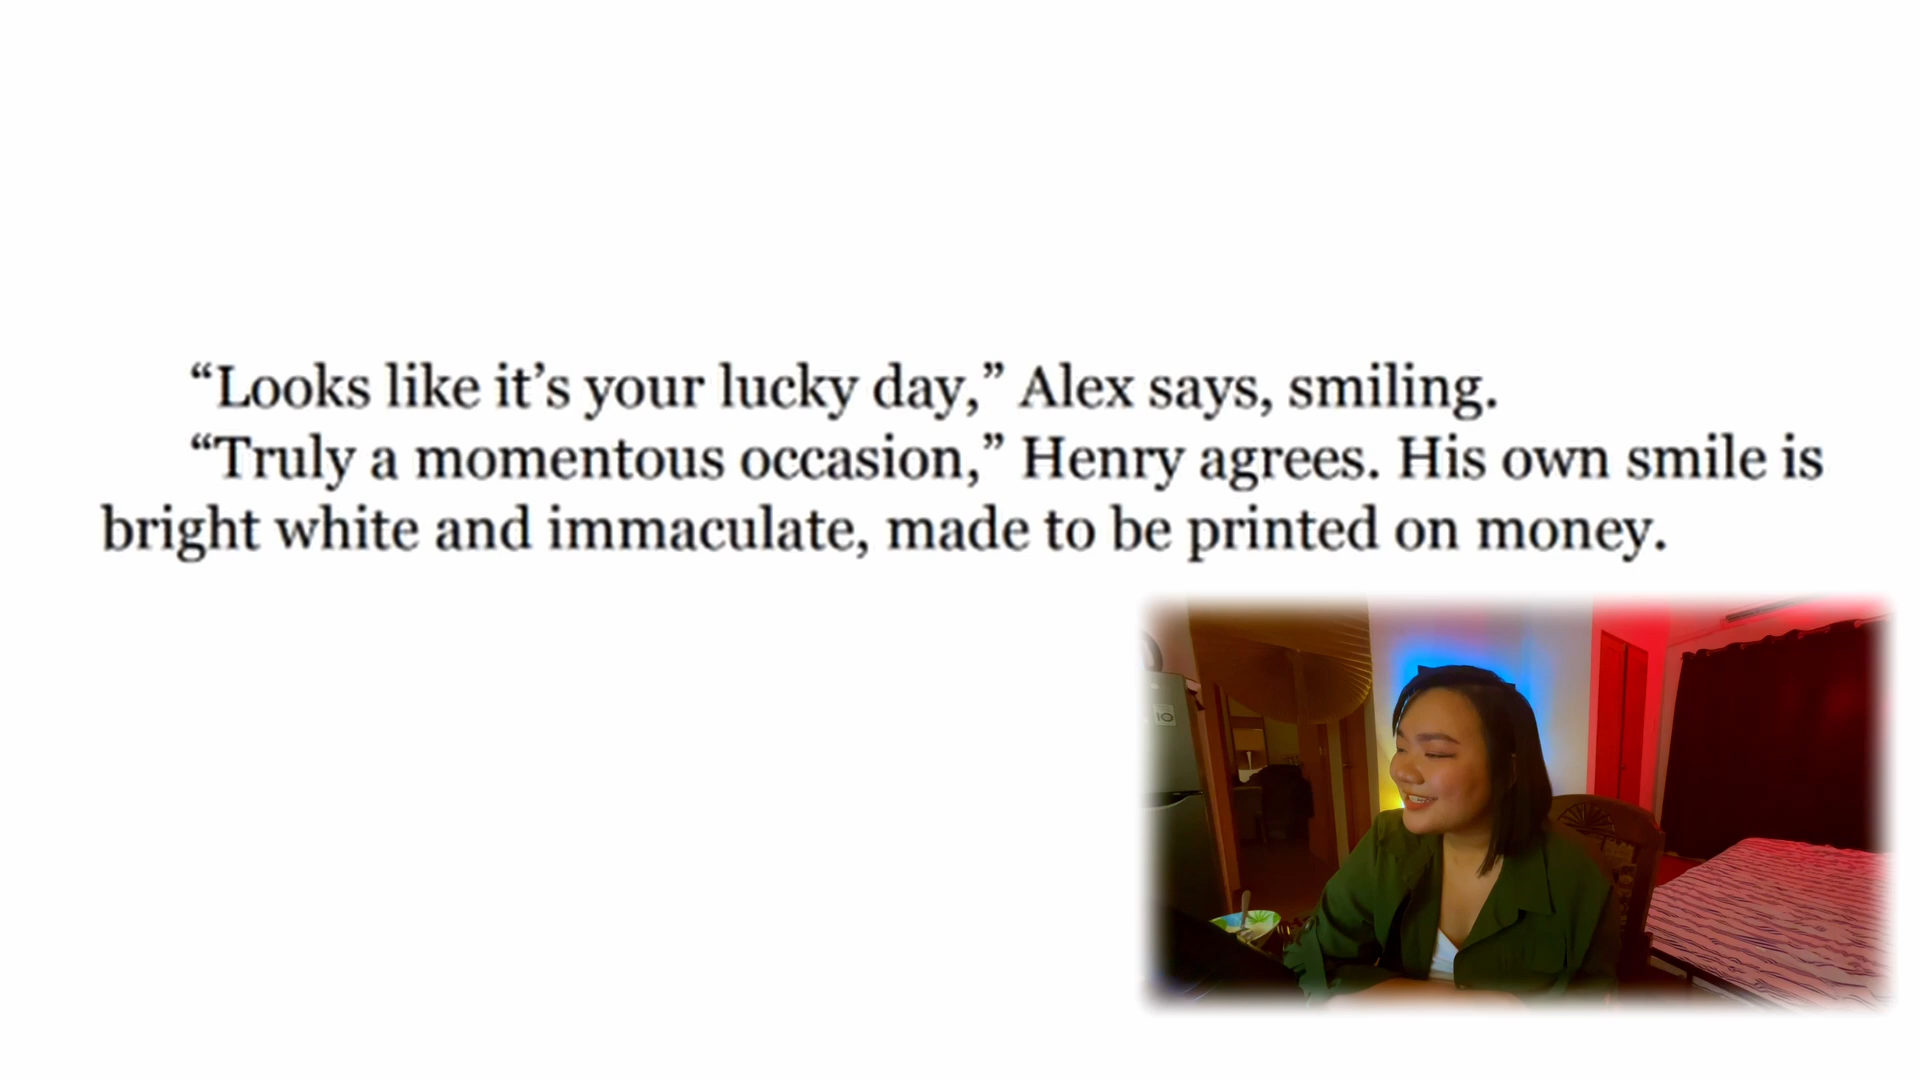 “Looks like it’s your lucky day,” Alex says, smiling.
“Truly a momentous occasion,” Henry agrees. His own smile is
bright white and immaculate, made to be printed on money.
10